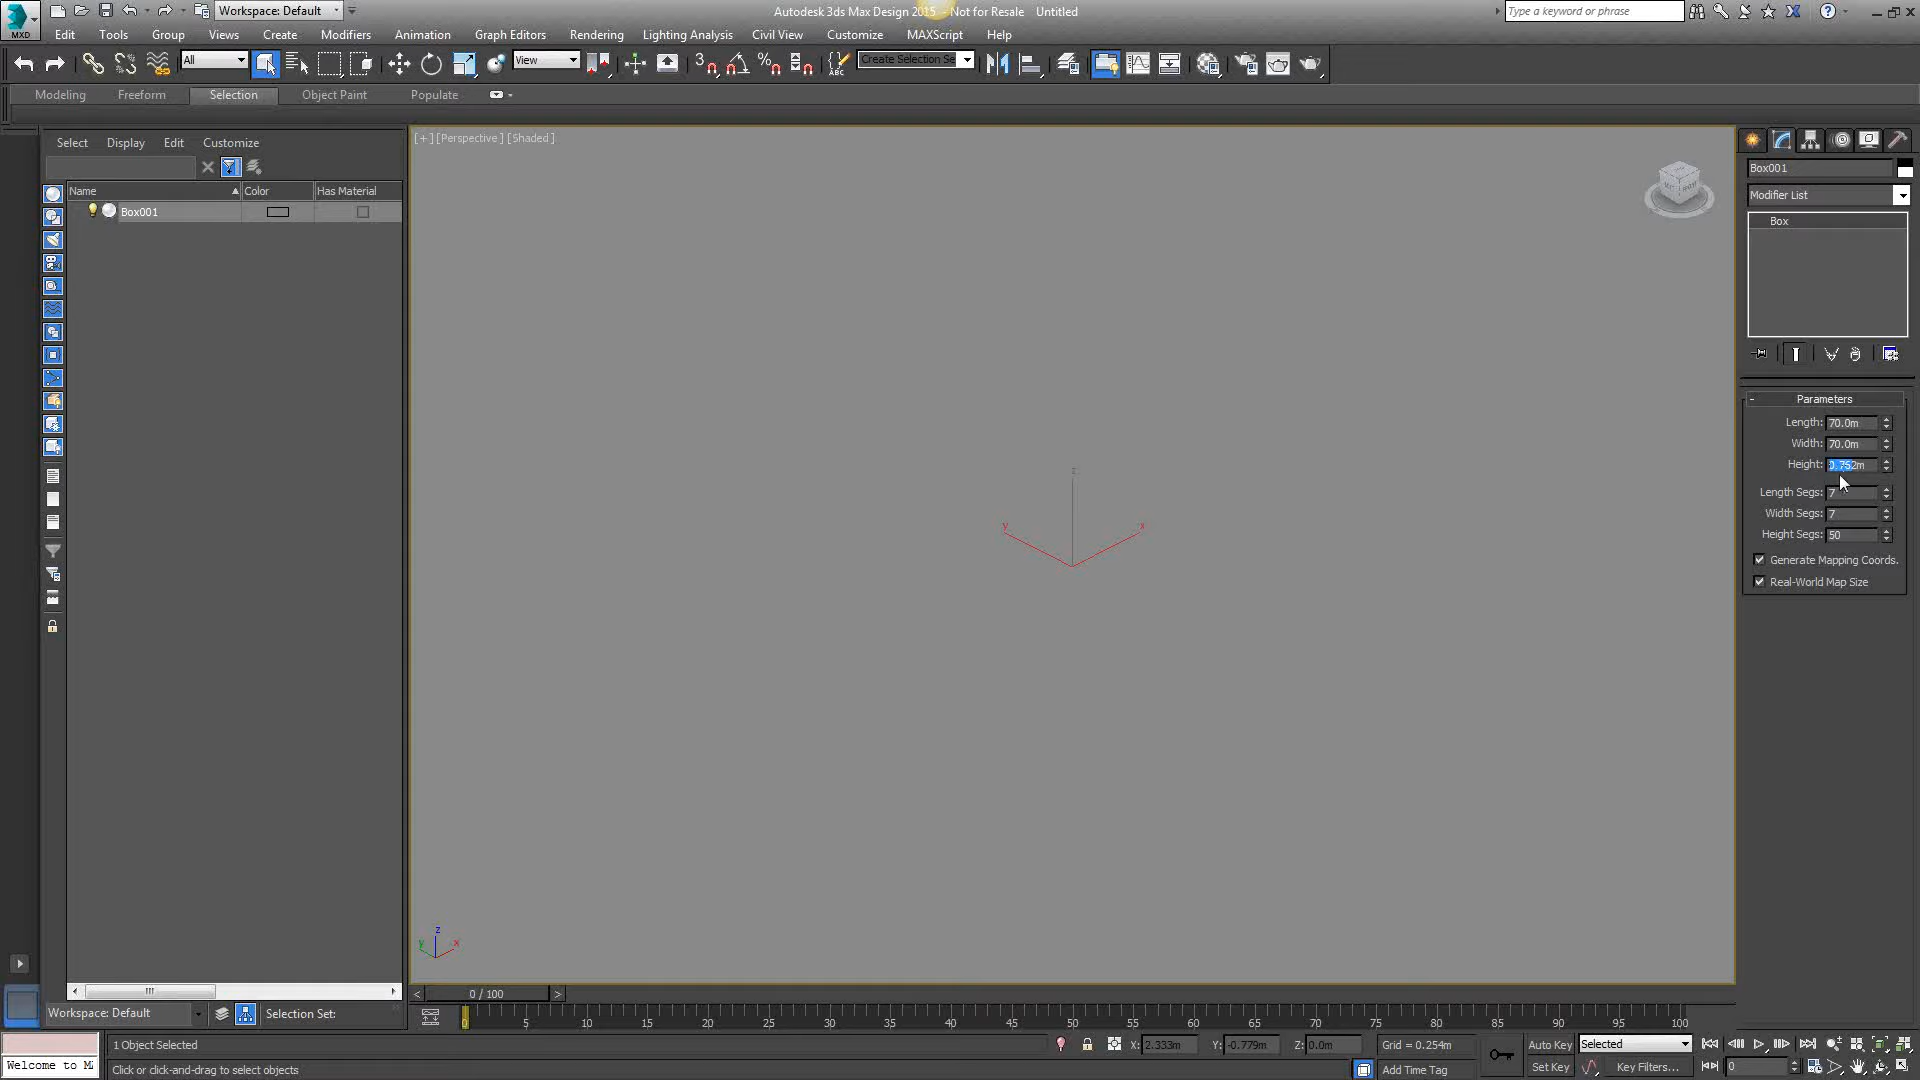 Workspace: Default
Autodesk 3ds Max Design 2015 - Not for Resale Untitled
Type a keyword or phrase
MXD
Edit Tools Group Views Create Modifiers Animation Graph Editors Rendering Lighting Analysis Civil View Customize MAXScript Help
All
View
3
ABC
Create Selection Se
Modeling Freeform Selection Object Paint Populate
Select Display Edit Customize
Name Color Has Material
Box001
[+] [Perspective] [Shaded]
z
y
x
z
y
x
Box001
Modifier List
Box
- Parameters
Length: 70.0m
Width: 70.0m
Height: 0.752m
Length Segs: 7
Width Segs: 7
Height Segs: 50
Generate Mapping Coords.
Real-World Map Size
< 0 / 100 >
Workspace: Default
Selection Set:
0 5 10 15 20 25 30 35 40 45 50 55 60 65 70 75 80 85 90 95 100
1 Object Selected
X: 2.333m Y: -0.779m Z: 0.0m
Grid = 0.254m
Auto Key Selected
Welcome to M
Click or click-and-drag to select objects
Add Time Tag
Set Key Key Filters...
0